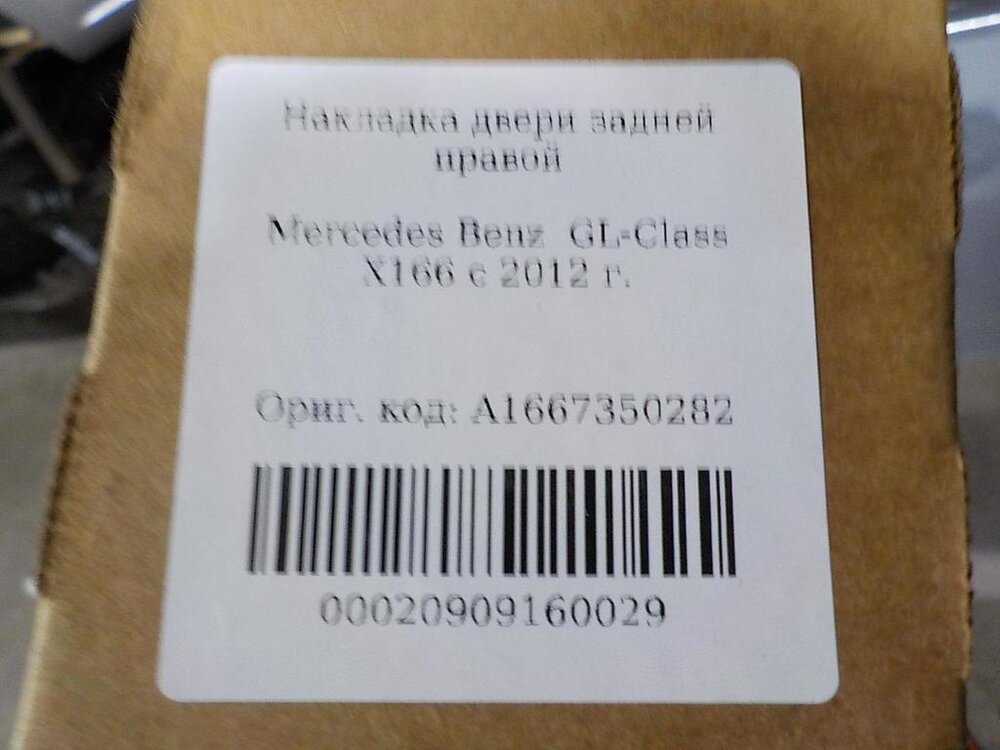 Накладка двери задней
правой
Mercedes Benz GL-Class
X166 с 2012 г.
Ориг. код: A1667350282
00020909160029